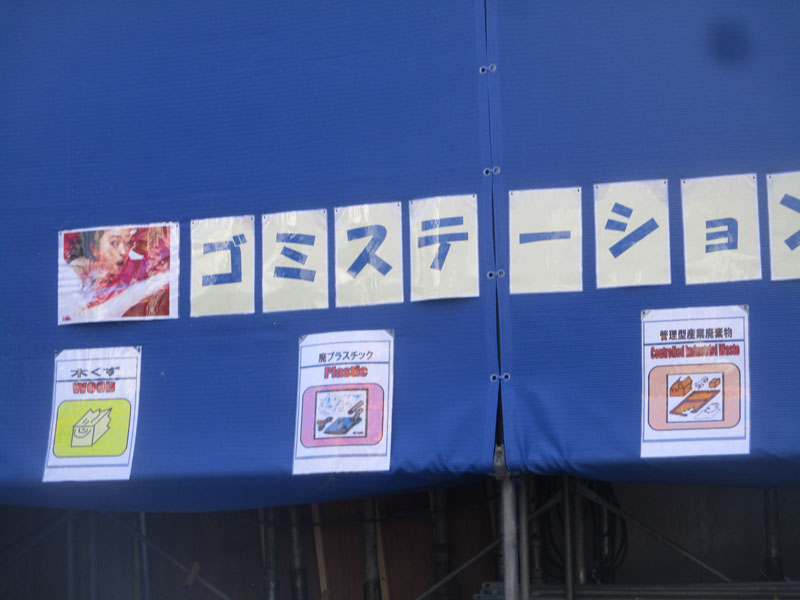 ゴミステーション
木くず
WOOD
廃プラスチック
Plastic
管理型産業廃棄物
Controlled Industrial Waste